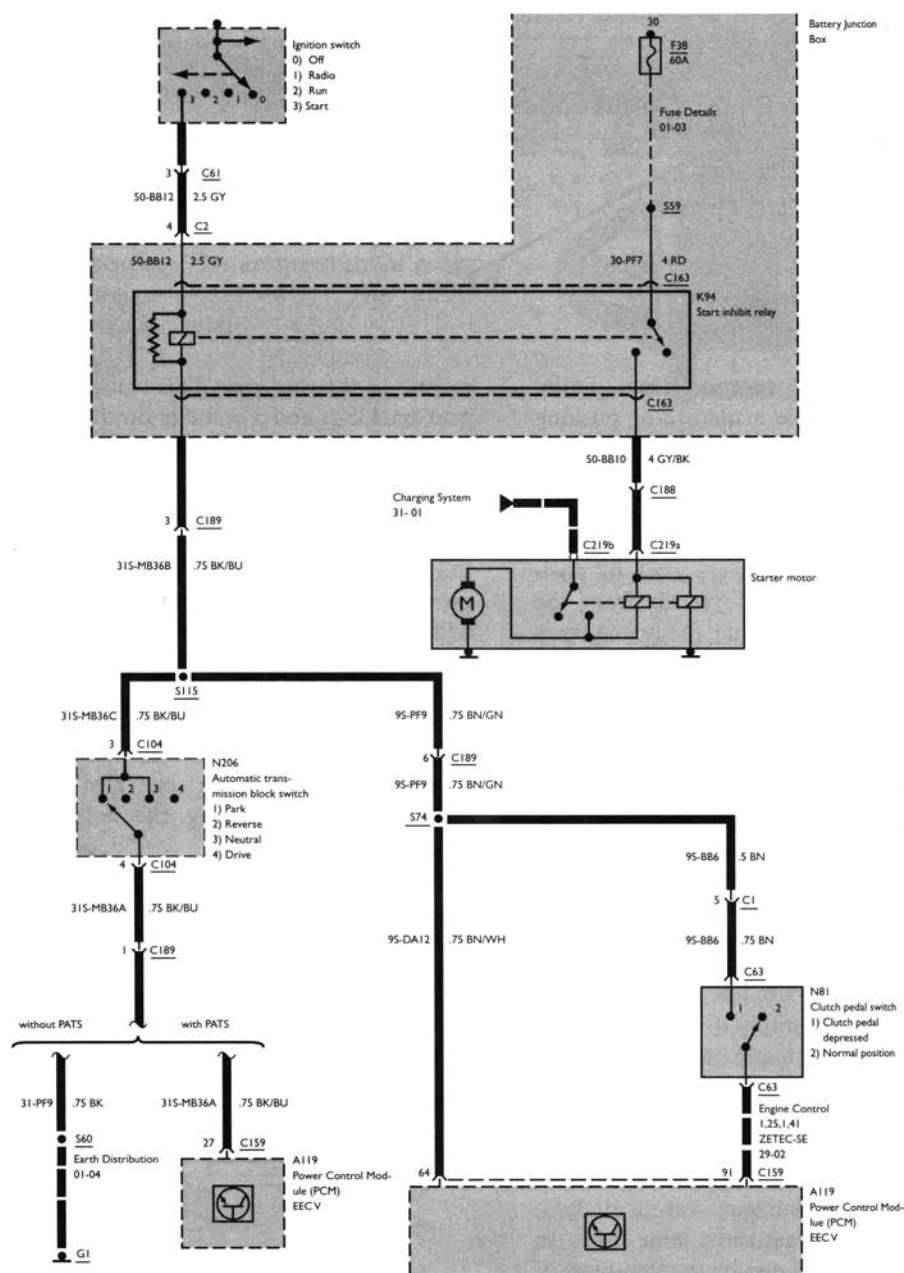 Ignition switch
0) Off
1) Radio
2) Run
3) Start
3 2 1 0
30
F38
60A
Battery Junction
Box
Fuse Details
01-03
3 C61
50-BB12 2.5 GY
4 C2
S59
50-BB12 2.5 GY
30-PF7 4 RD
C163
K94
Start inhibit relay
C163
50-BB10 4 GY/BK
Charging System
31- 01
C188
3 C189
C219b C219a
31S-MB36B .75 BK/BU
M
Starter motor
S115
31S-MB36C .75 BK/BU
9S-PF9 .75 BN/GN
3 C104
6 C189
N206
Automatic trans-
mission block switch
1) Park
2) Reverse
3) Neutral
4) Drive
1 2 3 4
9S-PF9 .75 BN/GN
S74
4 C104
9S-BB6 .5 BN
31S-MB36A .75 BK/BU
5 C1
9S-DA12 .75 BN/WH
9S-BB6 .75 BN
1 C189
C63
N81
Clutch pedal switch
1) Clutch pedal
depressed
2) Normal position
1 2
without PATS with PATS
C63
31-PF9 .75 BK
31S-MB36A .75 BK/BU
Engine Control
1,25,1,41
ZETEC-SE
29-02
S60
Earth Distribution
01-04
27 C159
A119
Power Control Mod-
ule (PCM)
EEC V
64 91 C159
A119
Power Control Mod-
lue (PCM)
EEC V
G1